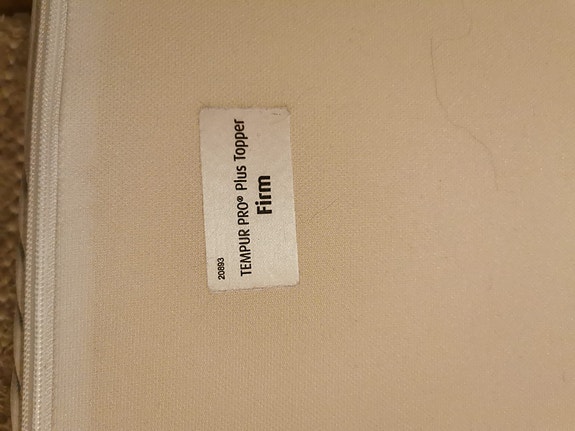 TEMPUR PRO® Plus Topper
Firm
20893